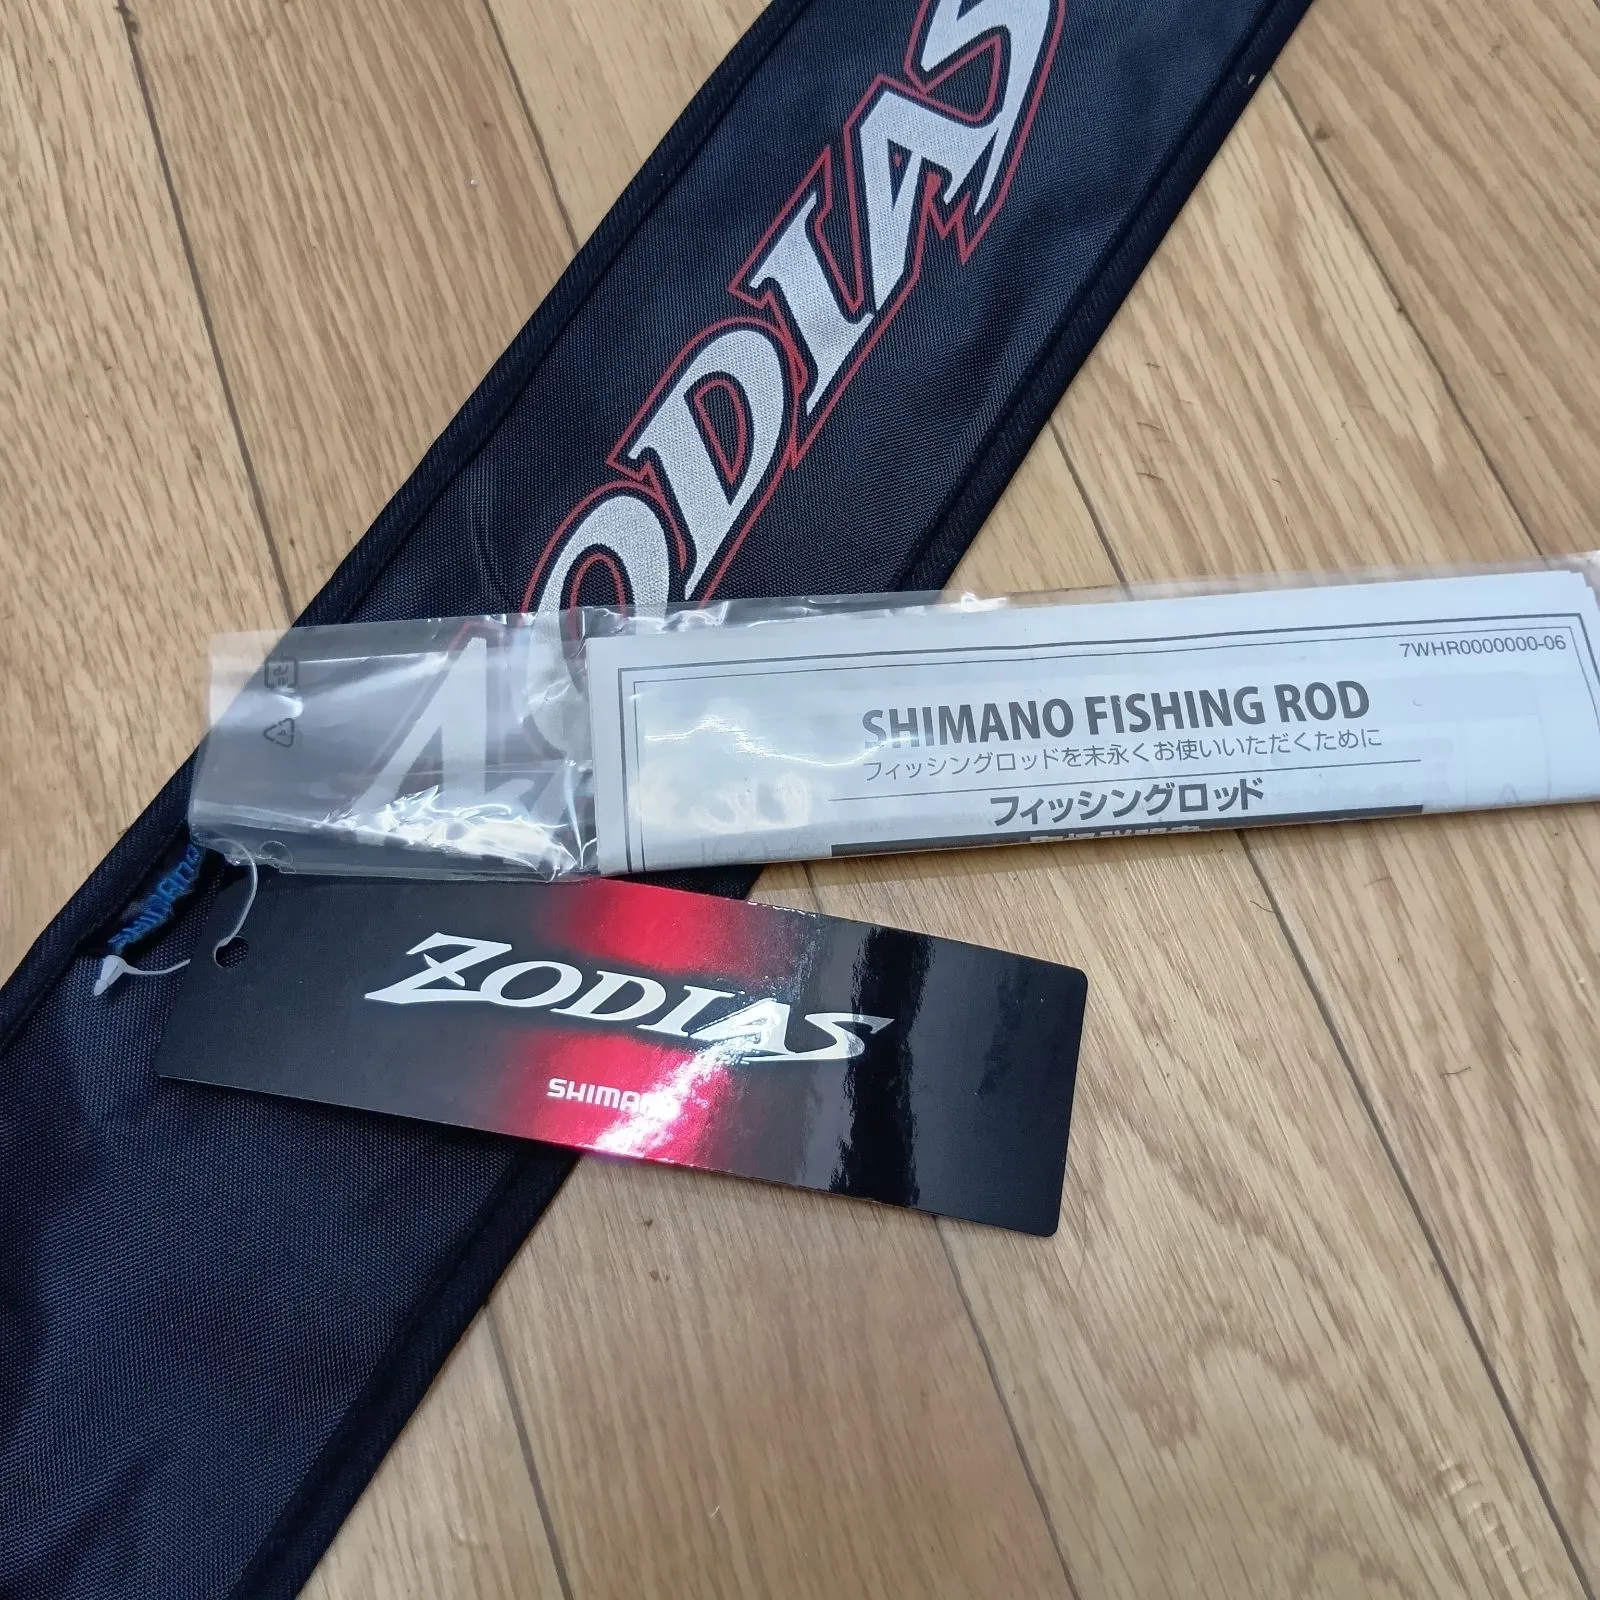 ZODIAS
7WHR0000000-06
SHIMANO FISHING ROD
フィッシングロッドを末永くお使いいただくために
フィッシングロッド
ZODIAS
SHIMANO